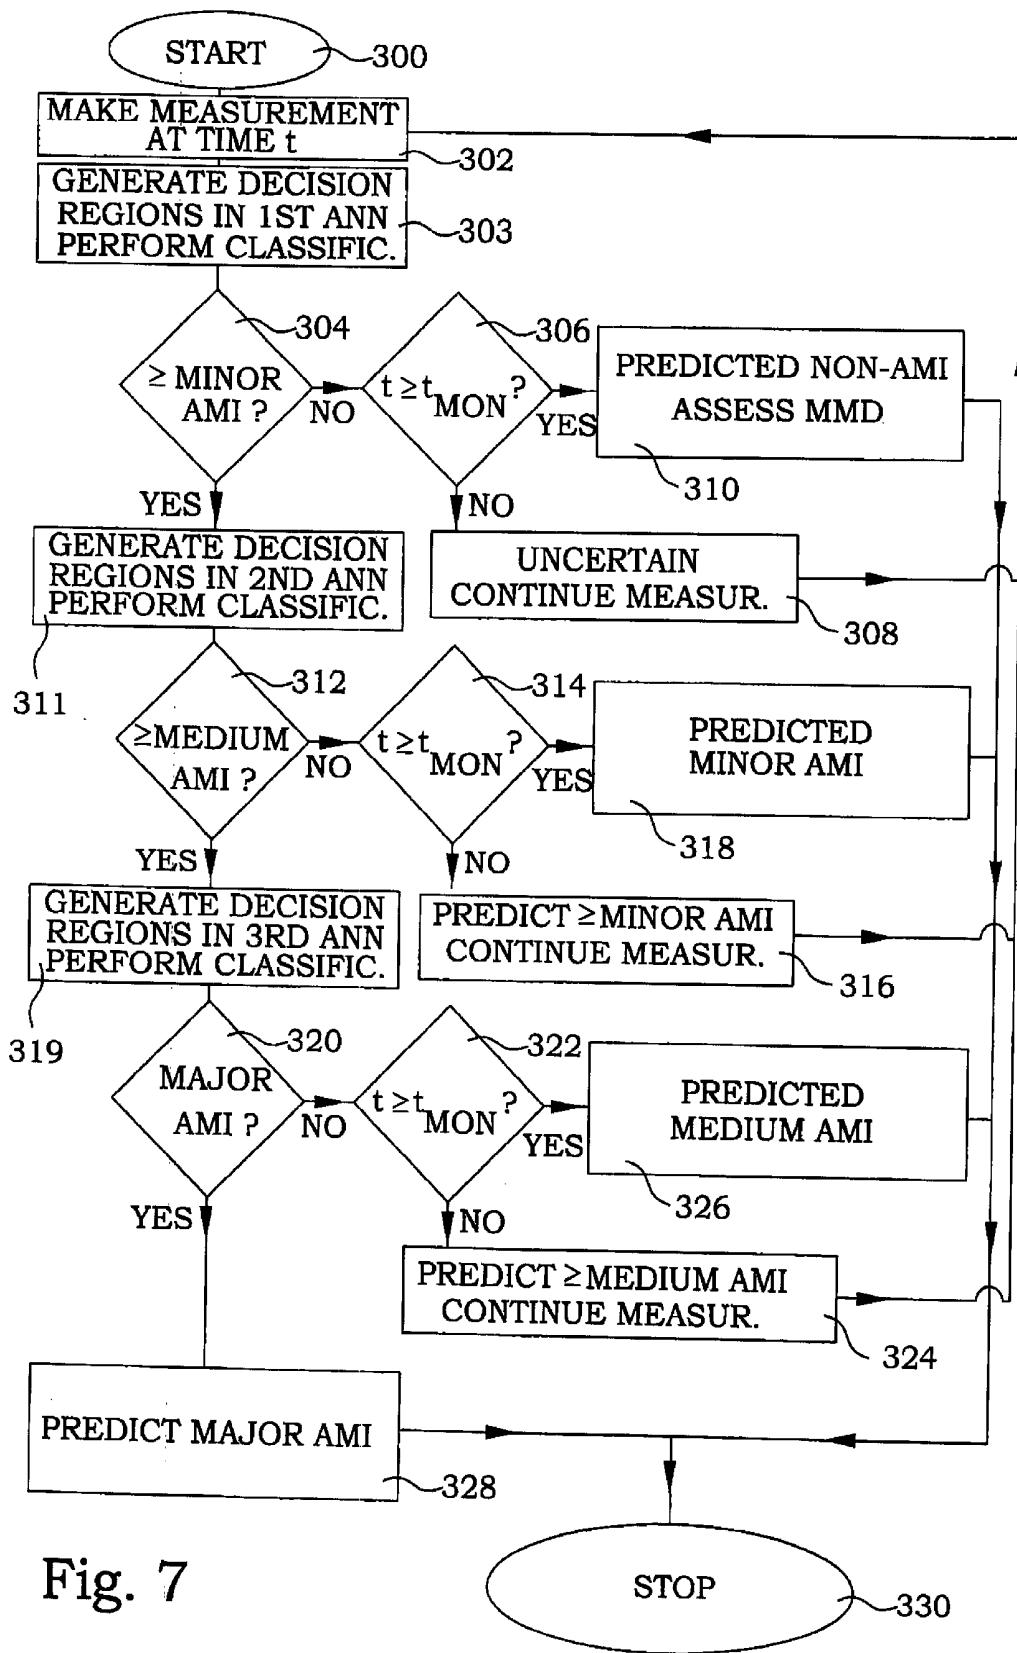 START
300
MAKE MEASUREMENT
AT TIME t
302
GENERATE DECISION
REGIONS IN 1ST ANN
PERFORM CLASSIFIC.
303
304
≥ MINOR
AMI ?
NO
YES
306
t ≥ tMON ?
YES
NO
PREDICTED NON-AMI
ASSESS MMD
310
GENERATE DECISION
REGIONS IN 2ND ANN
PERFORM CLASSIFIC.
311
UNCERTAIN
CONTINUE MEASUR.
308
312
≥MEDIUM
AMI ?
NO
YES
314
t ≥ tMON ?
YES
NO
PREDICTED
MINOR AMI
318
GENERATE DECISION
REGIONS IN 3RD ANN
PERFORM CLASSIFIC.
319
PREDICT ≥MINOR AMI
CONTINUE MEASUR.
316
320
MAJOR
AMI ?
NO
YES
322
t ≥ tMON ?
YES
NO
PREDICTED
MEDIUM AMI
326
PREDICT ≥MEDIUM AMI
CONTINUE MEASUR.
324
PREDICT MAJOR AMI
328
Fig. 7
STOP
330